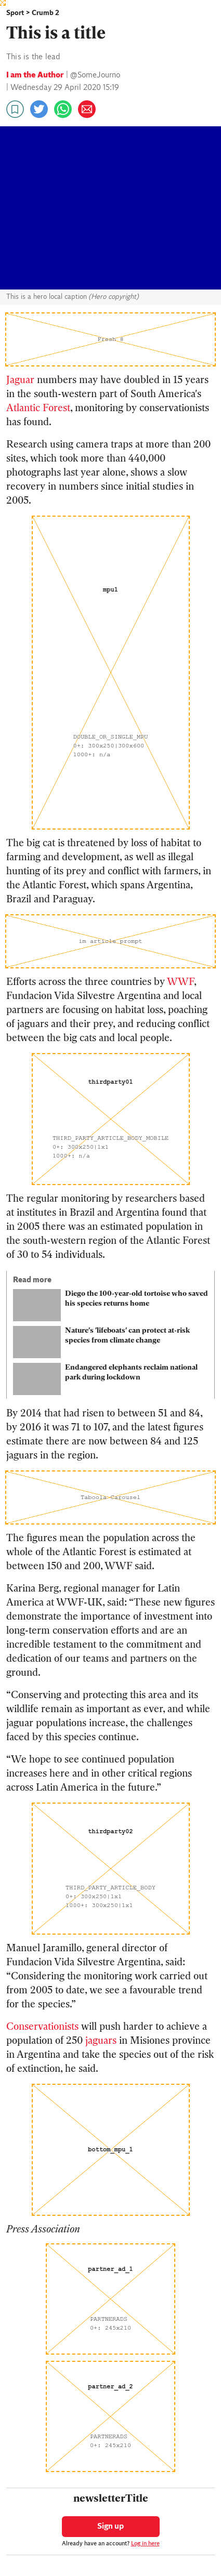 Sport > Crumb 2
This is a title
This is the lead
I am the Author | @SomeJourno
| Wednesday 29 April 2020 15:19
This is a hero local caption (Hero copyright)
Jaguar numbers may have doubled in 15 years
in the south-western part of South America's
Atlantic Forest, monitoring by conservationists
has found.
Research using camera traps at more than 200
sites, which took more than 440,000
photographs last year alone, shows a slow
recovery in numbers since initial studies in
2005.
mpu1
DOUBLE_OR_SINGLE_MPU
0+: 300x250|300x600
1000+: n/a
The big cat is threatened by loss of habitat to
farming and development, as well as illegal
hunting of its prey and conflict with farmers, in
the Atlantic Forest, which spans Argentina,
Brazil and Paraguay.
im article prompt
Efforts across the three countries by WWF,
Fundacion Vida Silvestre Argentina and local
partners are focusing on habitat loss, poaching
of jaguars and their prey, and reducing conflict
between the big cats and local people.
thirdparty01
THIRD_PARTY_ARTICLE_BODY_MOBILE
0+: 300x250|1x1
1000+: n/a
The regular monitoring by researchers based
at institutes in Brazil and Argentina found that
in 2005 there was an estimated population in
the south-western region of the Atlantic Forest
of 30 to 54 individuals.
Read more
Diego the 100-year-old tortoise who saved
his species returns home
Nature's 'lifeboats' can protect at-risk
species from climate change
Endangered elephants reclaim national
park during lockdown
By 2014 that had risen to between 51 and 84,
by 2016 it was 71 to 107, and the latest figures
estimate there are now between 84 and 125
jaguars in the region.
Taboola Carousel
The figures mean the population across the
whole of the Atlantic Forest is estimated at
between 150 and 200, WWF said.
Karina Berg, regional manager for Latin
America at WWF-UK, said: “These new figures
demonstrate the importance of investment into
long-term conservation efforts and are an
incredible testament to the commitment and
dedication of our teams and partners on the
ground.
“Conserving and protecting this area and its
wildlife remain as important as ever, and while
jaguar populations increase, the challenges
faced by this species continue.
“We hope to see continued population
increases here and in other critical regions
across Latin America in the future.”
thirdparty02
THIRD_PARTY_ARTICLE_BODY
0+: 300x250|1x1
1000+: 300x250|1x1
Manuel Jaramillo, general director of
Fundacion Vida Silvestre Argentina, said:
“Considering the monitoring work carried out
from 2005 to date, we see a favourable trend
for the species.”
Conservationists will push harder to achieve a
population of 250 jaguars in Misiones province
in Argentina and take the species out of the risk
of extinction, he said.
bottom_mpu_1
Press Association
partner_ad_1
PARTNERADS
0+: 245x210
partner_ad_2
PARTNERADS
0+: 245x210
newsletterTitle
Sign up
Already have an account? Log in here